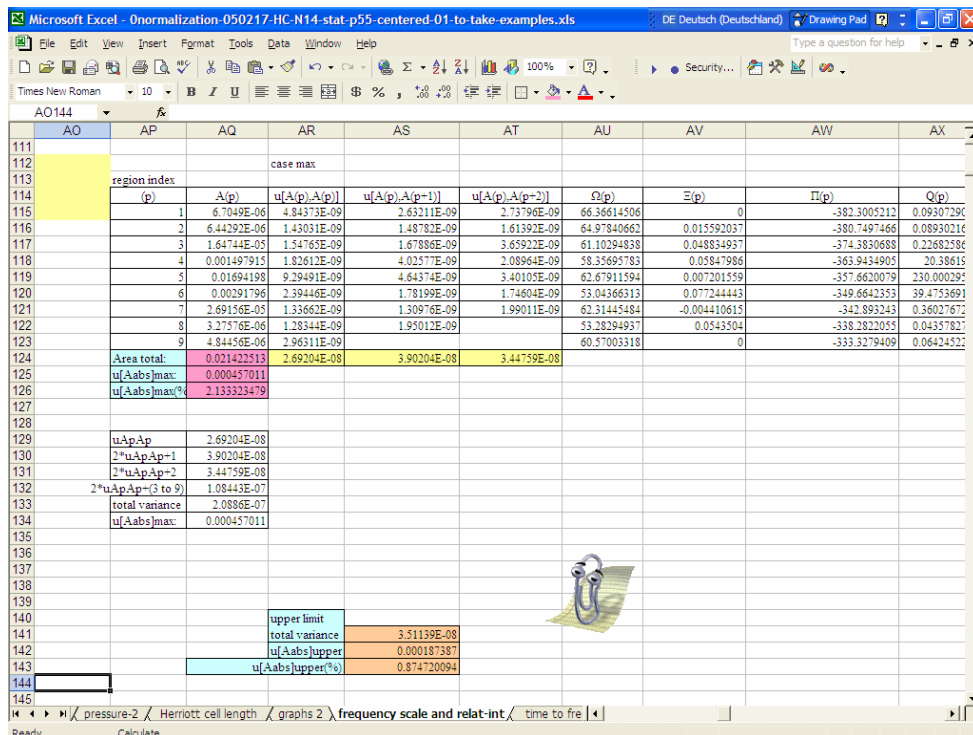 Microsoft Excel - 0normalization-050217-HC-N14-stat-p55-centered-01-to-take-examples.xls DE Deutsch (Deutschland) Drawing Pad
File Edit View Insert Format Tools Data Window Help Type a question for help
100% Security...
Times New Roman 10 B I U $ % ,
AO144 fx
AO AP AQ AR AS AT AU AV AW AX
111
112 case max
113 region index
114 (p) A(p) u[A(p),A(p)] u[A(p),A(p+1)] u[A(p),A(p+2)] Ω(p) Ξ(p) Π(p) Q(p)
115 1 6.7049E-06 4.84373E-09 2.63211E-09 2.73796E-09 66.36614506 0 -382.3005212 0.09307290
116 2 6.44292E-06 1.43031E-09 1.48782E-09 1.61392E-09 64.97840662 0.015592037 -380.7497466 0.08930216
117 3 1.64744E-05 1.54765E-09 1.67886E-09 3.65922E-09 61.10294838 0.048834937 -374.3830688 0.22682586
118 4 0.001497915 1.82612E-09 4.02577E-09 2.08964E-09 58.35695783 0.05847986 -363.9434905 20.38619
119 5 0.01694198 9.29491E-09 4.64374E-09 3.40105E-09 62.67911594 0.007201559 -357.6620079 230.000295
120 6 0.00291796 2.39446E-09 1.78199E-09 1.74604E-09 53.04366313 0.077244443 -349.6642353 39.4753691
121 7 2.69156E-05 1.33662E-09 1.30976E-09 1.99011E-09 62.31445484 -0.004410615 -342.893243 0.36027672
122 8 3.27576E-06 1.28344E-09 1.95012E-09 53.28294937 0.0543504 -338.2822055 0.04357827
123 9 4.84456E-06 2.96311E-09 60.57003318 0 -333.3279409 0.06424522
124 Area total: 0.021422513 2.69204E-08 3.90204E-08 3.44759E-08
125 u[Aabs]max: 0.000457011
126 u[Aabs]max(% 2.133323479
127
128
129 uApAp 2.69204E-08
130 2*uApAp+1 3.90204E-08
131 2*uApAp+2 3.44759E-08
132 2*uApAp+(3 to 9) 1.08443E-07
133 total variance 2.0886E-07
134 u[Aabs]max: 0.000457011
135
136
137
138
139
140 upper limit
141 total variance 3.51139E-08
142 u[Aabs]upper 0.000187387
143 u[Aabs]upper(%) 0.874720094
144
145
pressure-2 Herriott cell length graphs 2 frequency scale and relat-int time to fre
Ready Calculate